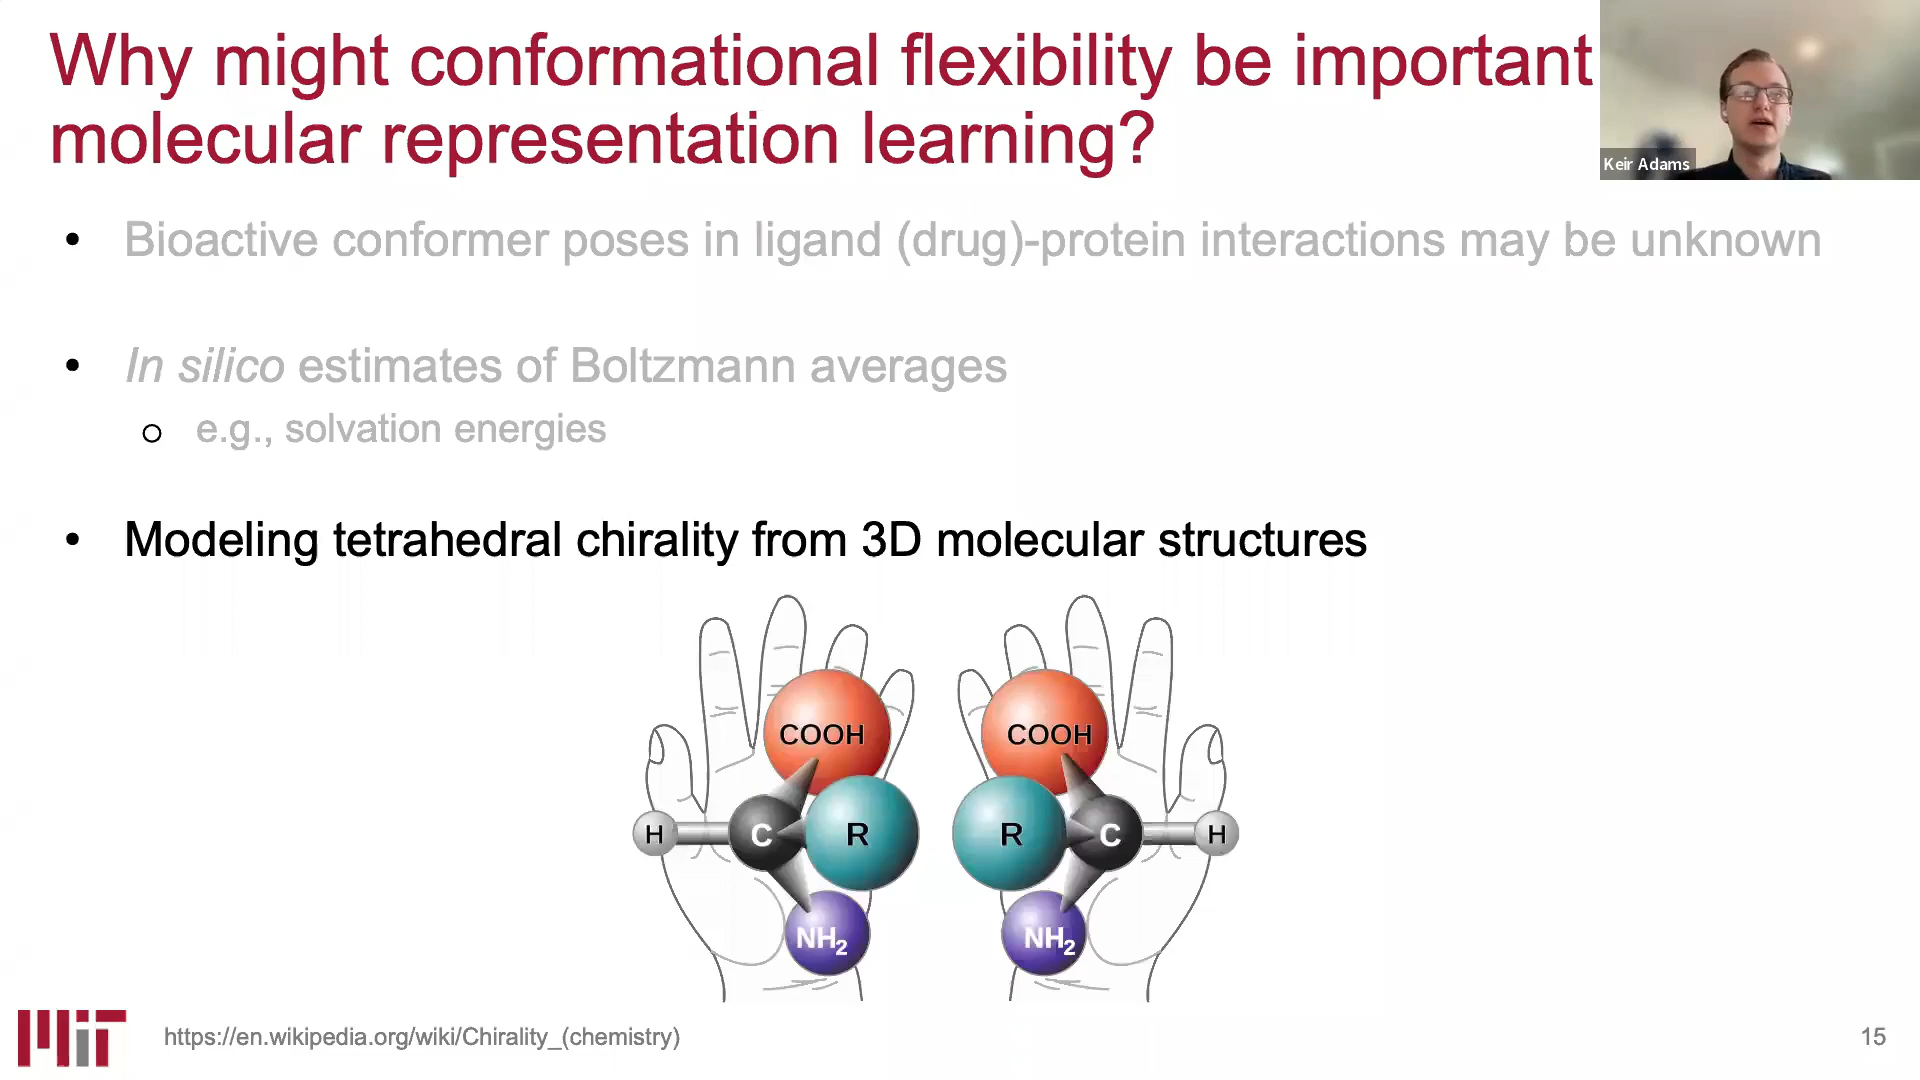 Why might conformational flexibility be important
molecular representation learning?
Keir Adams
• Bioactive conformer poses in ligand (drug)-protein interactions may be unknown
• In silico estimates of Boltzmann averages
o e.g., solvation energies
• Modeling tetrahedral chirality from 3D molecular structures
COOH COOH
H C R R C H
NH2 NH2
MIT https://en.wikipedia.org/wiki/Chirality_(chemistry) 15